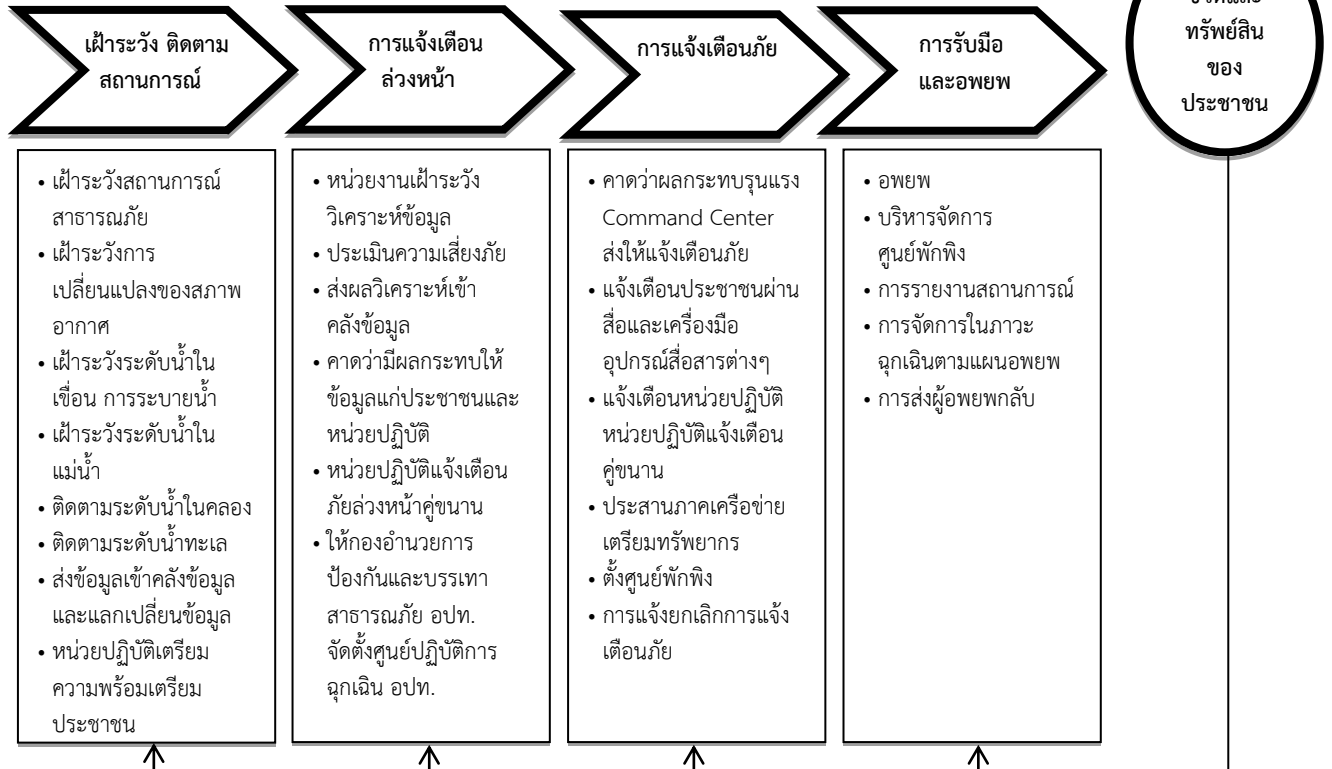 เฝ้าระวัง ติดตาม
สถานการณ์
การแจ้งเตือน
ล่วงหน้า
การแจ้งเตือนภัย
การรับมือ
และอพยพ
ทรัพย์สิน
ของ
ประชาชน
• เฝ้าระวังสถานการณ์
สาธารณภัย
• เฝ้าระวังการ
เปลี่ยนแปลงของสภาพ
อากาศ
• เฝ้าระวังระดับน้ำใน
เขื่อน การระบายน้ำ
• เฝ้าระวังระดับน้ำใน
แม่น้ำ
• ติดตามระดับน้ำในคลอง
• ติดตามระดับน้ำทะเล
• ส่งข้อมูลเข้าคลังข้อมูล
และแลกเปลี่ยนข้อมูล
• หน่วยปฏิบัติเตรียม
ความพร้อมเตรียม
ประชาชน
• หน่วยงานเฝ้าระวัง
วิเคราะห์ข้อมูล
• ประเมินความเสี่ยงภัย
• ส่งผลวิเคราะห์เข้า
คลังข้อมูล
• คาดว่ามีผลกระทบให้
ข้อมูลแก่ประชาชนและ
หน่วยปฏิบัติ
• หน่วยปฏิบัติแจ้งเตือน
ภัยล่วงหน้าคู่ขนาน
• ให้กองอำนวยการ
ป้องกันและบรรเทา
สาธารณภัย อปท.
จัดตั้งศูนย์ปฏิบัติการ
ฉุกเฉิน อปท.
• คาดว่าผลกระทบรุนแรง
Command Center
ส่งให้แจ้งเตือนภัย
• แจ้งเตือนประชาชนผ่าน
สื่อและเครื่องมือ
อุปกรณ์สื่อสารต่างๆ
• แจ้งเตือนหน่วยปฏิบัติ
หน่วยปฏิบัติแจ้งเตือน
คู่ขนาน
• ประสานภาคเครือข่าย
เตรียมทรัพยากร
• ตั้งศูนย์พักพิง
• การแจ้งยกเลิกการแจ้ง
เตือนภัย
• อพยพ
• บริหารจัดการ
ศูนย์พักพิง
• การรายงานสถานการณ์
• การจัดการในภาวะ
ฉุกเฉินตามแผนอพยพ
• การส่งผู้อพยพกลับ